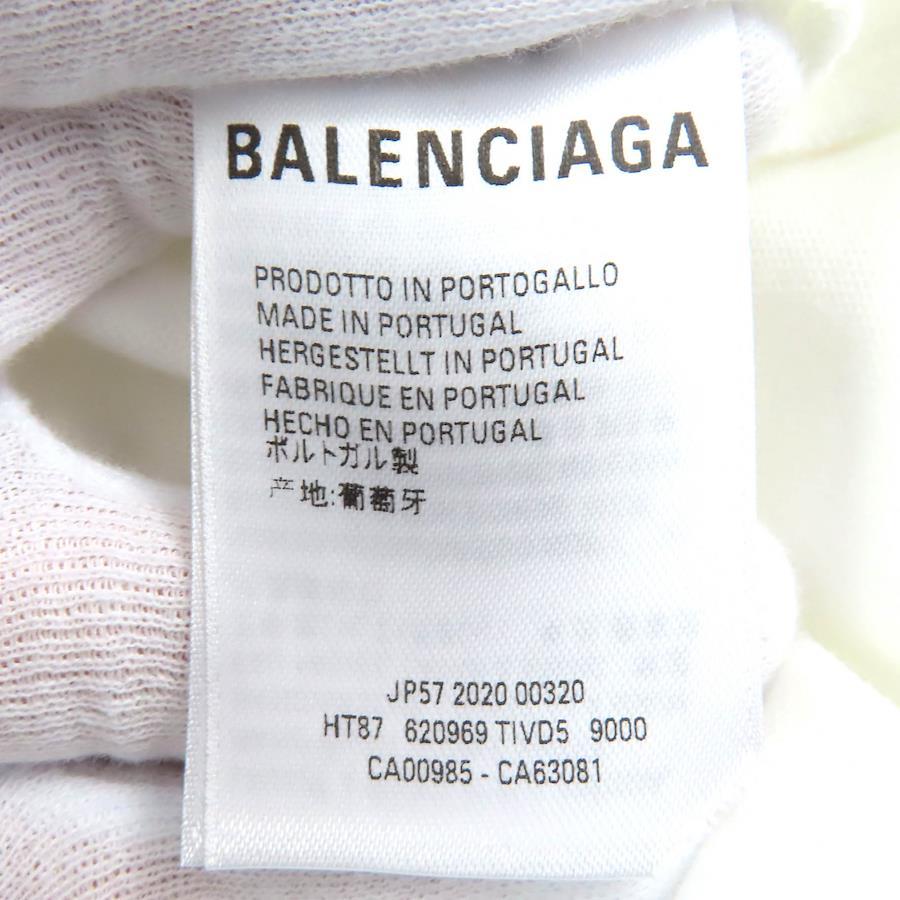 BALENCIAGA
PRODOTTO IN PORTOGALLO
MADE IN PORTUGAL
HERGESTELLT IN PORTUGAL
FABRIQUE EN PORTUGAL
HECHO EN PORTUGAL
ポルトガル製
产地:葡萄牙
JP57 2020 00320
HT87 620969 TIVD5 9000
CA00985 - CA63081